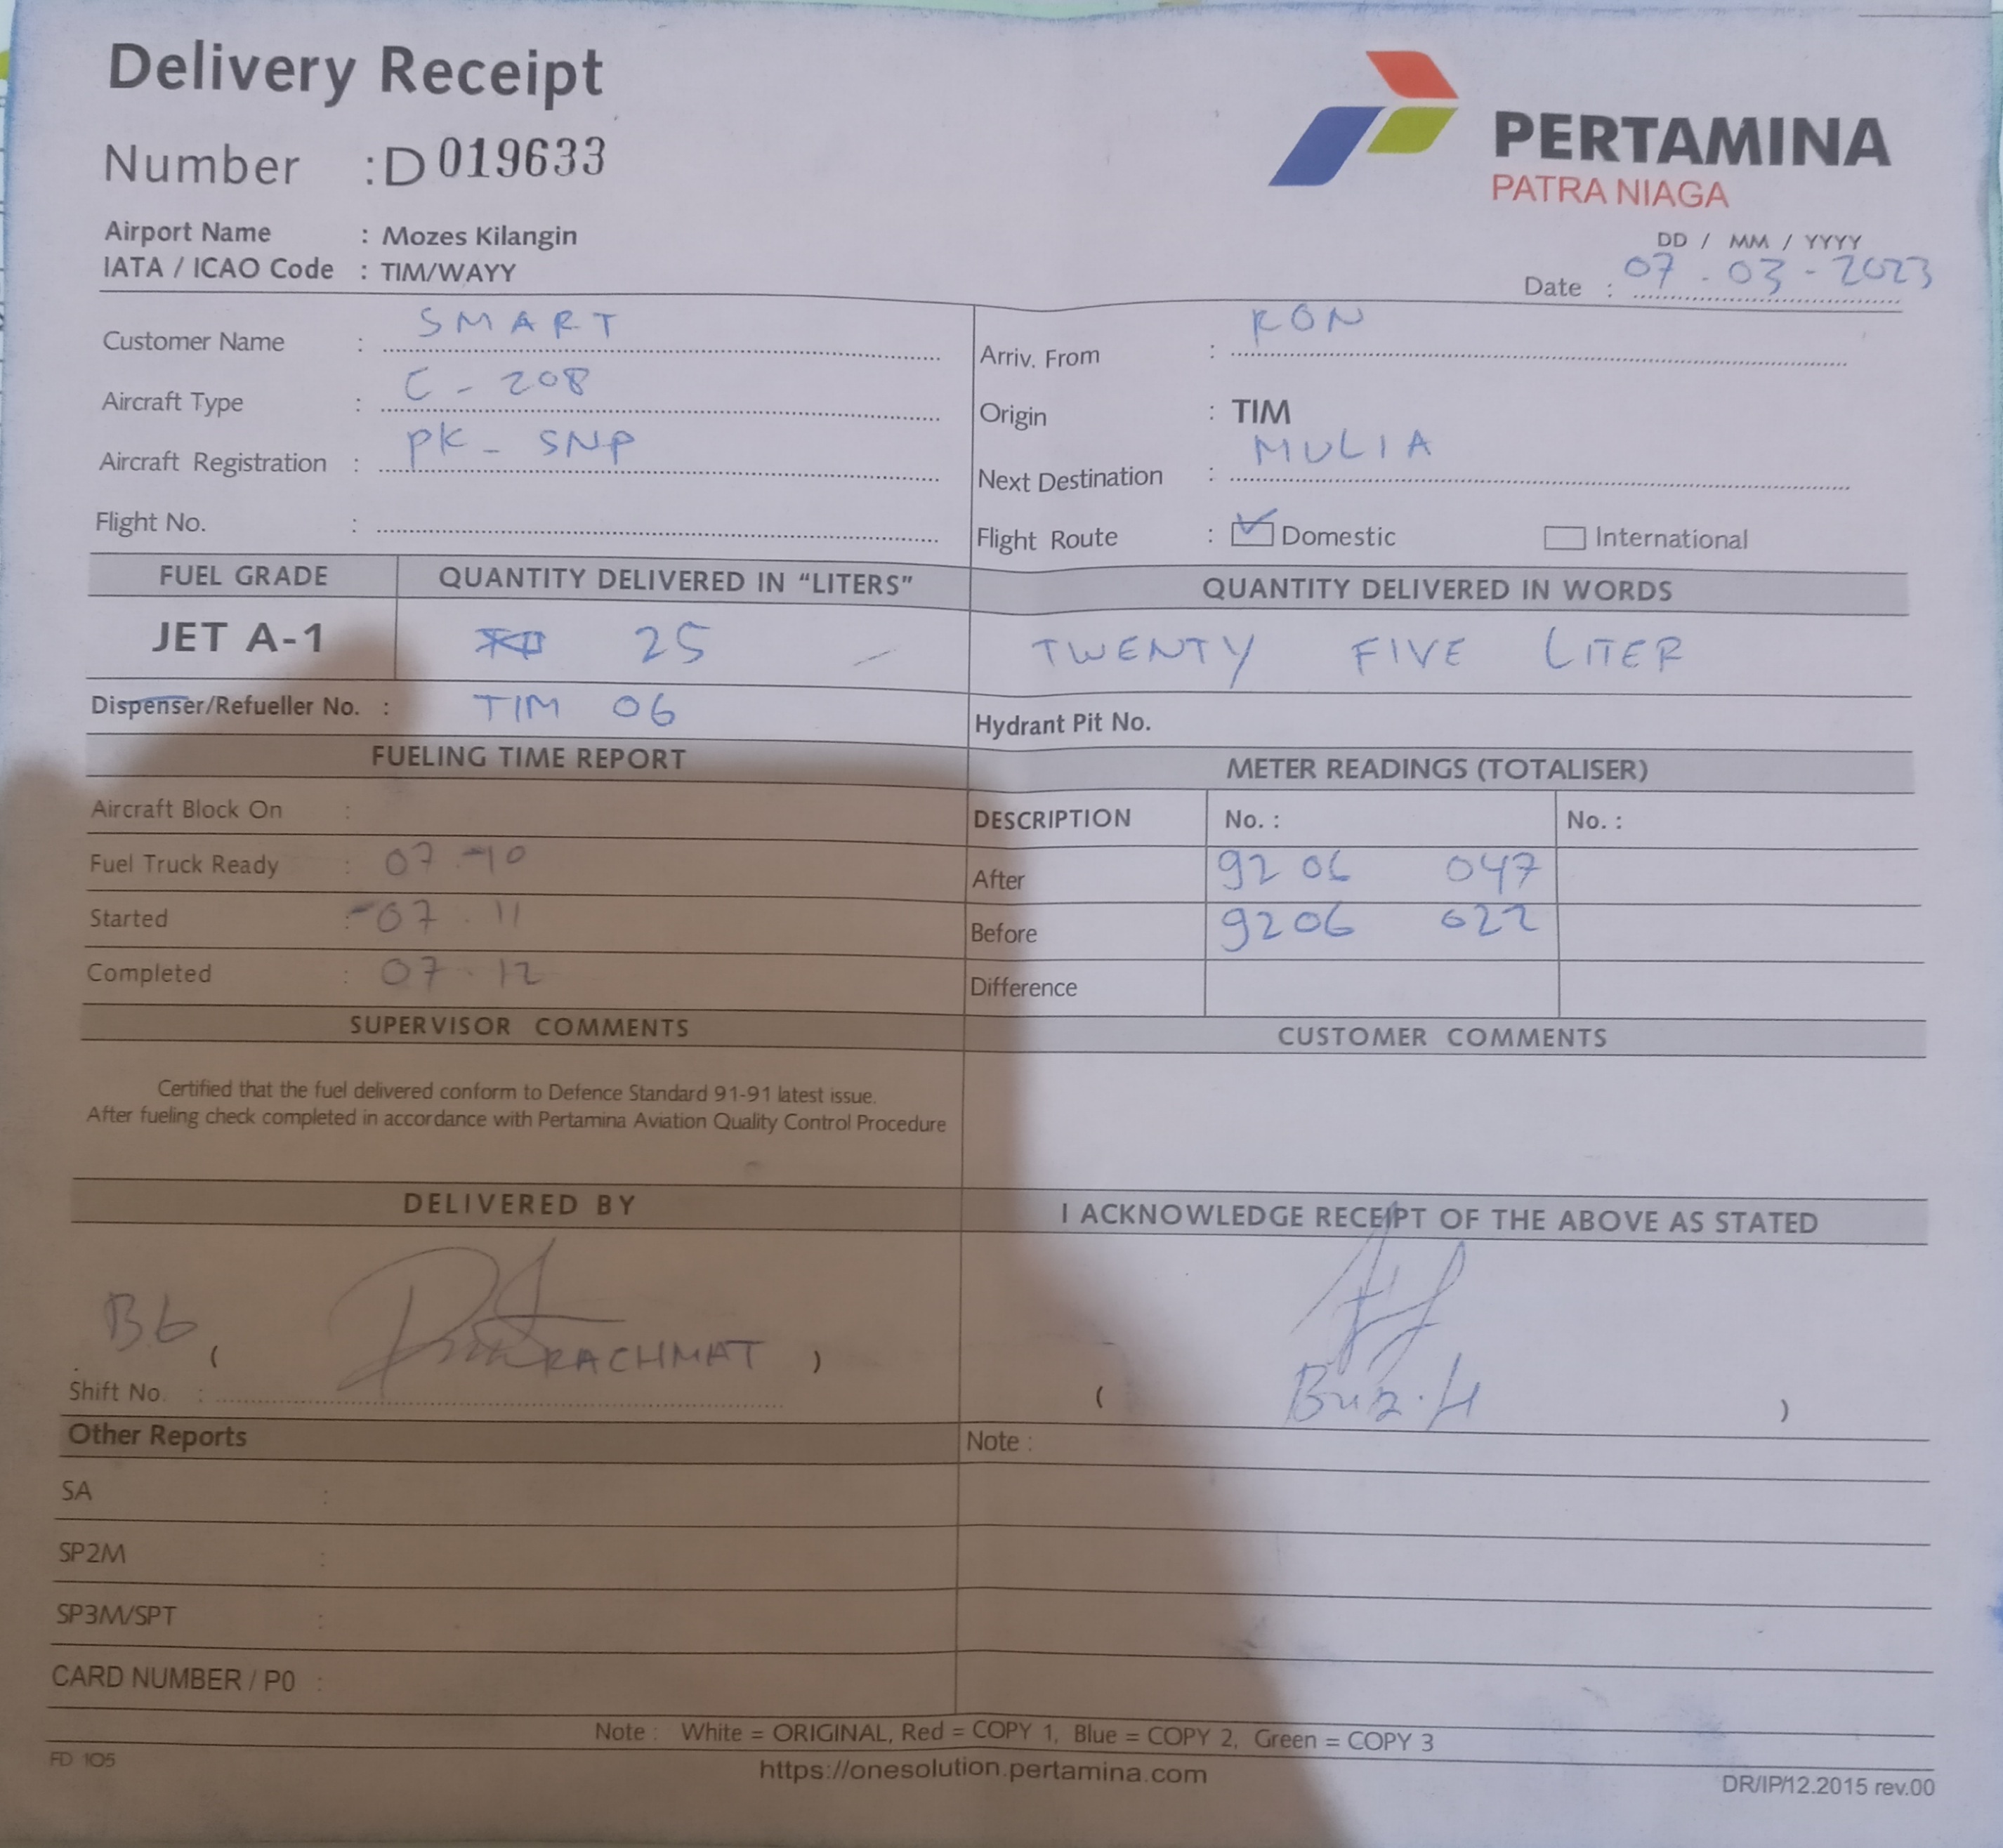 Delivery Receipt
Number : D 019633
PERTAMINA
PATRA NIAGA
Airport Name : Mozes Kilangin
IATA / ICAO Code : TIM/WAYY
DD / MM / YYYY
Date : 07 - 03 - 2023
Customer Name : SMART
Arriv. From : RON
Aircraft Type : C - 208
Origin : TIM
Aircraft Registration : PK - SNP
Next Destination : MULIA
Flight No. :
Flight Route : Domestic International
FUEL GRADE QUANTITY DELIVERED IN “LITERS” QUANTITY DELIVERED IN WORDS
JET A-1 25 TWENTY FIVE LITER
Dispenser/Refueller No. : TIM 06 Hydrant Pit No.
FUELING TIME REPORT METER READINGS (TOTALISER)
Aircraft Block On : DESCRIPTION No. : No. :
Fuel Truck Ready : 07.10 After 9206 047
Started : 07.11 Before 9206 022
Completed : 07.12 Difference
SUPERVISOR COMMENTS CUSTOMER COMMENTS
Certified that the fuel delivered conform to Defence Standard 91-91 latest issue.
After fueling check completed in accordance with Pertamina Aviation Quality Control Procedure
DELIVERED BY I ACKNOWLEDGE RECEIPT OF THE ABOVE AS STATED
B6 ( RACHMAT )
Shift No. : ( )
Other Reports Note :
SA :
SP2M :
SP3M/SPT :
CARD NUMBER / P0 :
Note : White = ORIGINAL, Red = COPY 1, Blue = COPY 2, Green = COPY 3
FD 105 https://onesolution.pertamina.com DR/IP/12.2015 rev.00